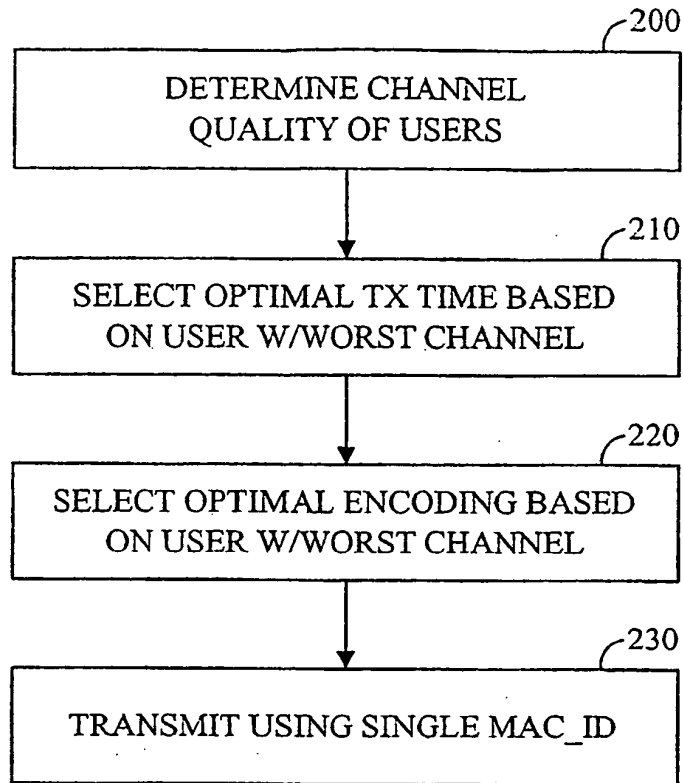 200
DETERMINE CHANNEL
QUALITY OF USERS
210
SELECT OPTIMAL TX TIME BASED
ON USER W/WORST CHANNEL
220
SELECT OPTIMAL ENCODING BASED
ON USER W/WORST CHANNEL
230
TRANSMIT USING SINGLE MAC_ID